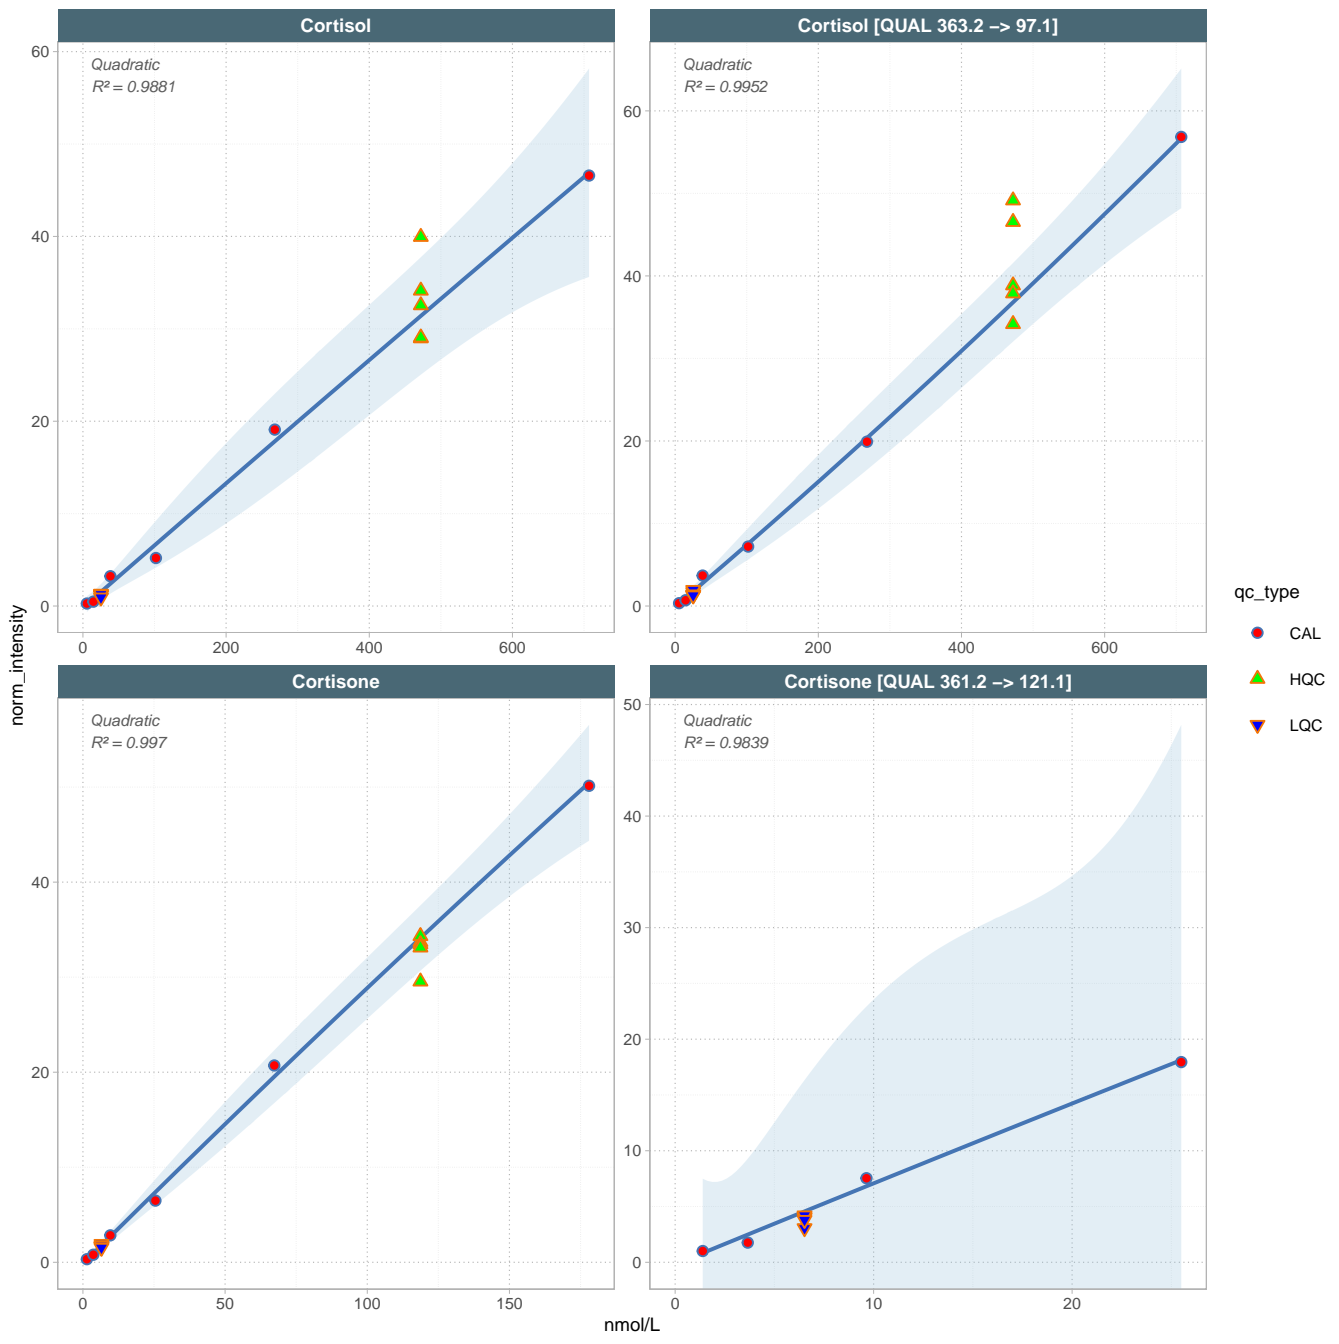 Cortisol
Quadratic
R² = 0.9881
60
40
20
0
0 200 400 600
Cortisol [QUAL 363.2 −> 97.1]
Quadratic
R² = 0.9952
60
40
20
0
0 200 400 600
Cortisone
Quadratic
R² = 0.997
40
20
0
0 50 100 150
Cortisone [QUAL 361.2 −> 121.1]
Quadratic
R² = 0.9839
50
40
30
20
10
0
0 10 20
norm_intensity
nmol/L
qc_type
CAL
HQC
LQC